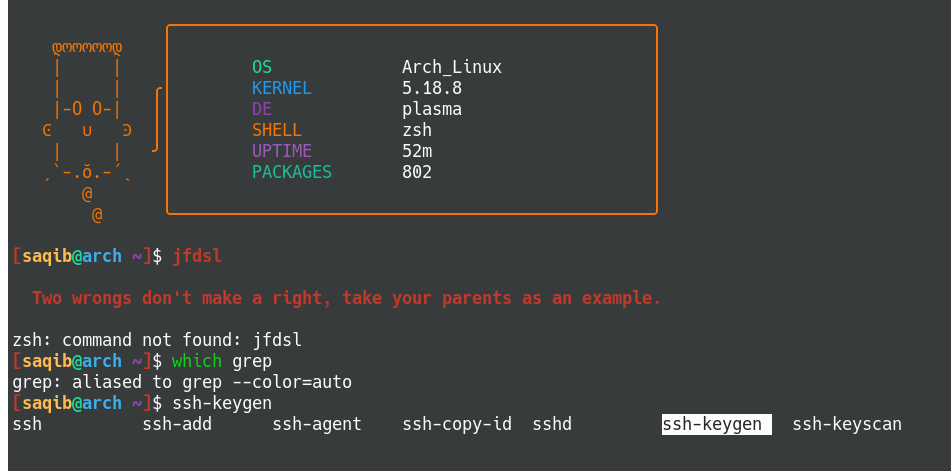 OS Arch_Linux
KERNEL 5.18.8
DE plasma
SHELL zsh
UPTIME 52m
PACKAGES 802
[saqib@arch ~]$ jfdsl
Two wrongs don't make a right, take your parents as an example.
zsh: command not found: jfdsl
[saqib@arch ~]$ which grep
grep: aliased to grep --color=auto
[saqib@arch ~]$ ssh-keygen
ssh ssh-add ssh-agent ssh-copy-id sshd ssh-keygen ssh-keyscan